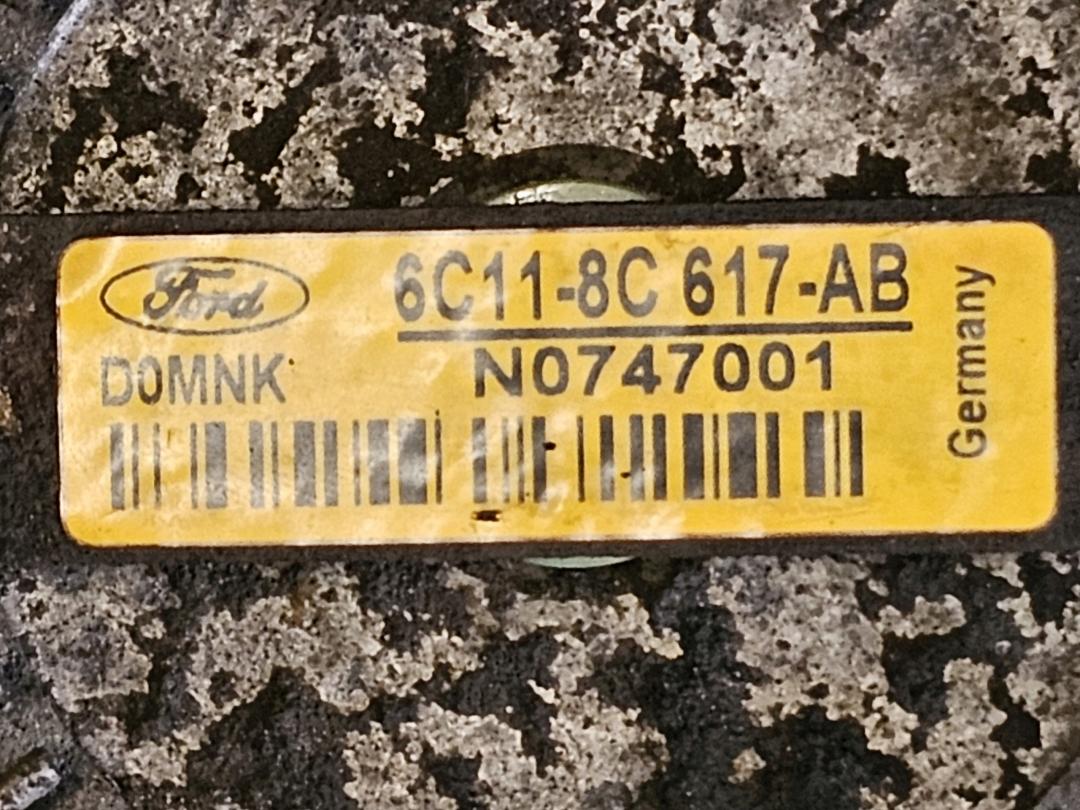 Ford
6C11-8C 617-AB
D0MNK
N0747001
Germany